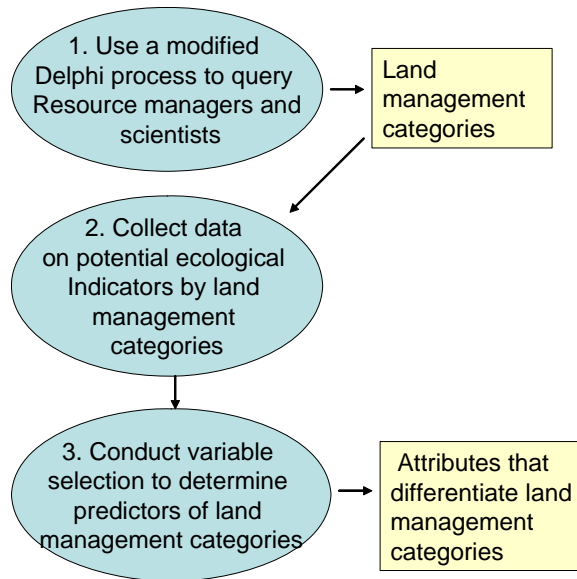 1. Use a modified
Delphi process to query
Resource managers and
scientists
Land
management
categories
2. Collect data
on potential ecological
Indicators by land
management
categories
3. Conduct variable
selection to determine
predictors of land
management categories
Attributes that
differentiate land
management
categories